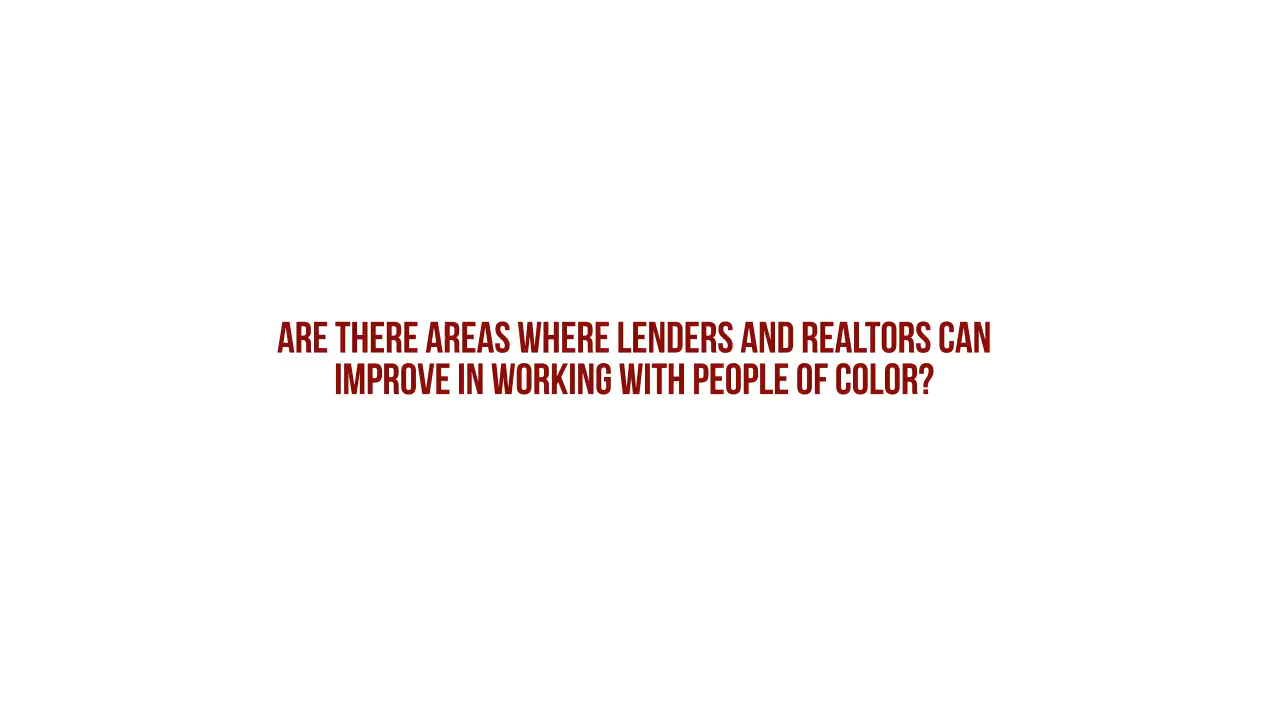 ARE THERE AREAS WHERE LENDERS AND REALTORS CAN
IMPROVE IN WORKING WITH PEOPLE OF COLOR?